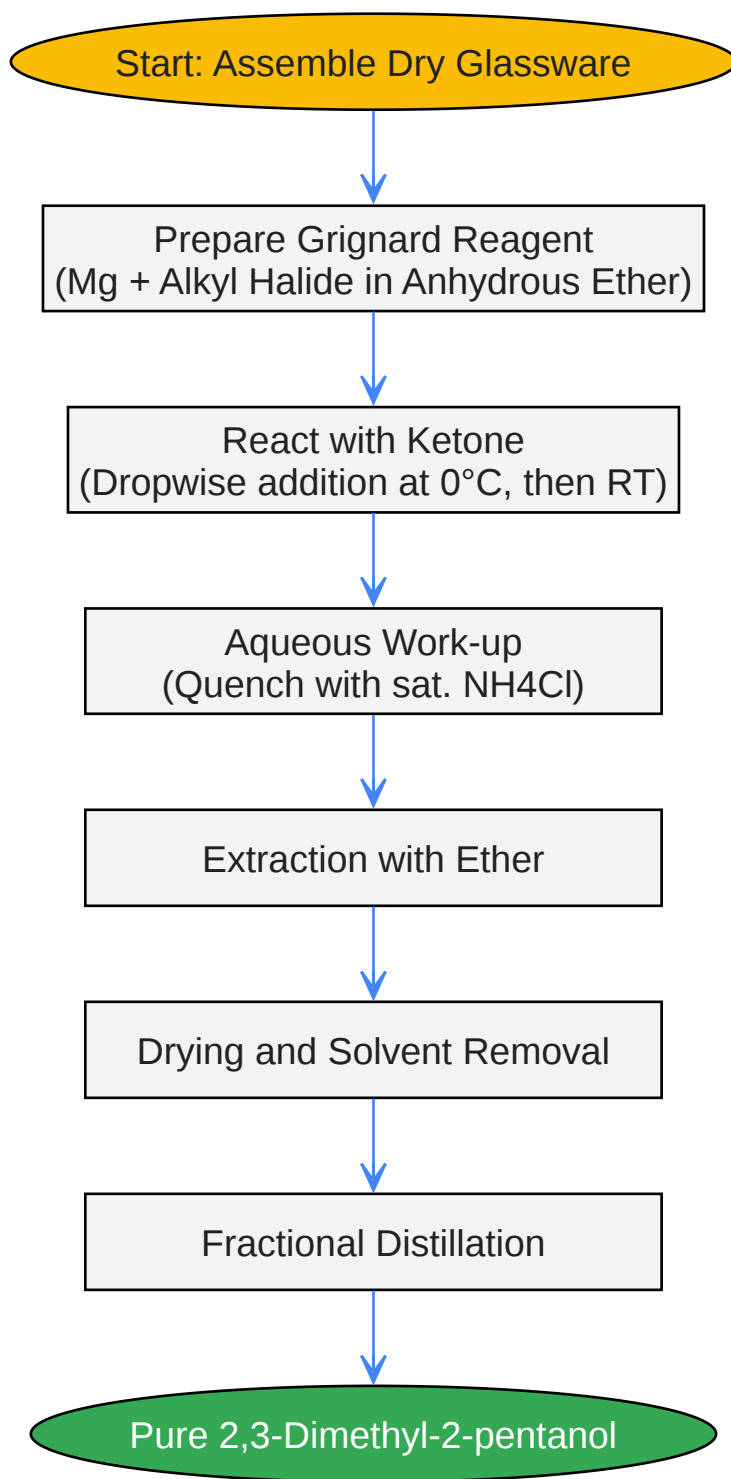 Start: Assemble Dry Glassware
Prepare Grignard Reagent
(Mg + Alkyl Halide in Anhydrous Ether)
React with Ketone
(Dropwise addition at 0°C, then RT)
Aqueous Work-up
(Quench with sat. NH4Cl)
Extraction with Ether
Drying and Solvent Removal
Fractional Distillation
Pure 2,3-Dimethyl-2-pentanol